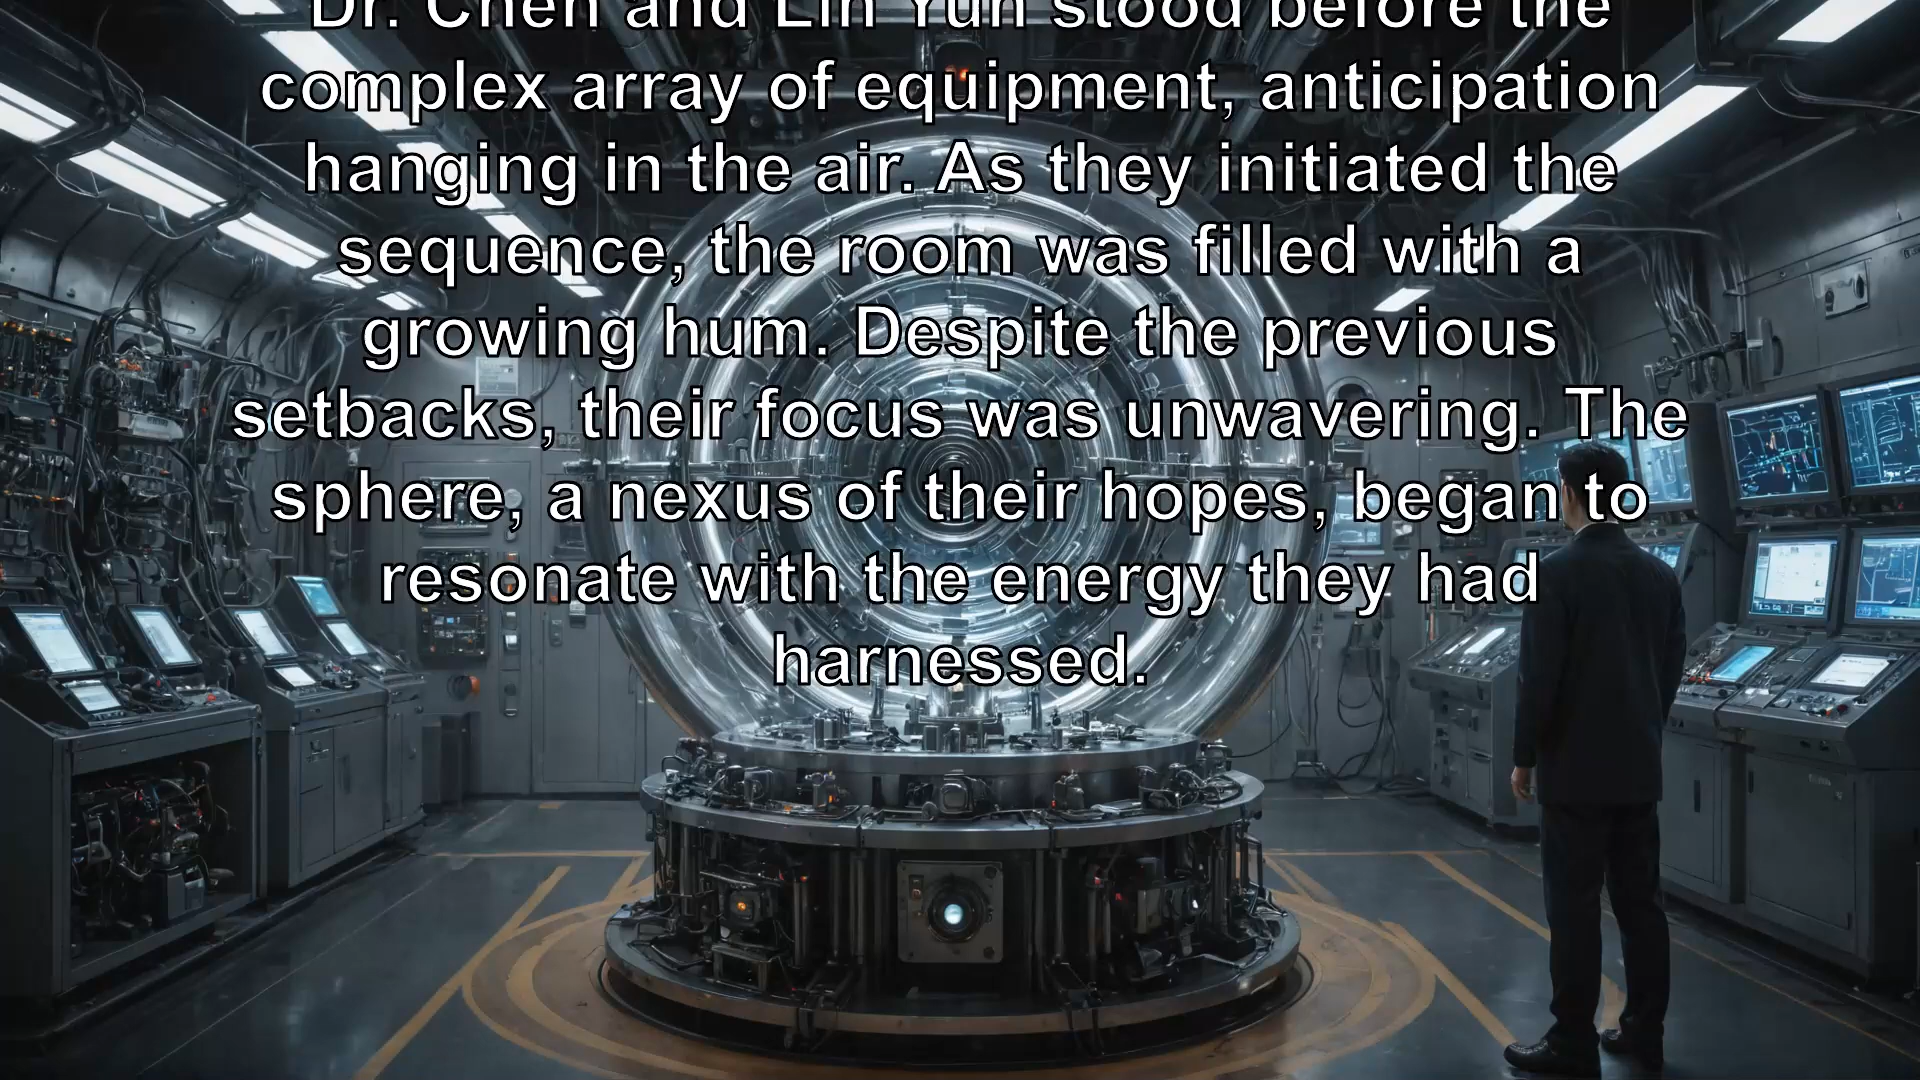 Dr. Chen and Lin Yun stood before the
complex array of equipment, anticipation
hanging in the air. As they initiated the
sequence, the room was filled with a
growing hum. Despite the previous
setbacks, their focus was unwavering. The
sphere, a nexus of their hopes, began to
resonate with the energy they had
harnessed.